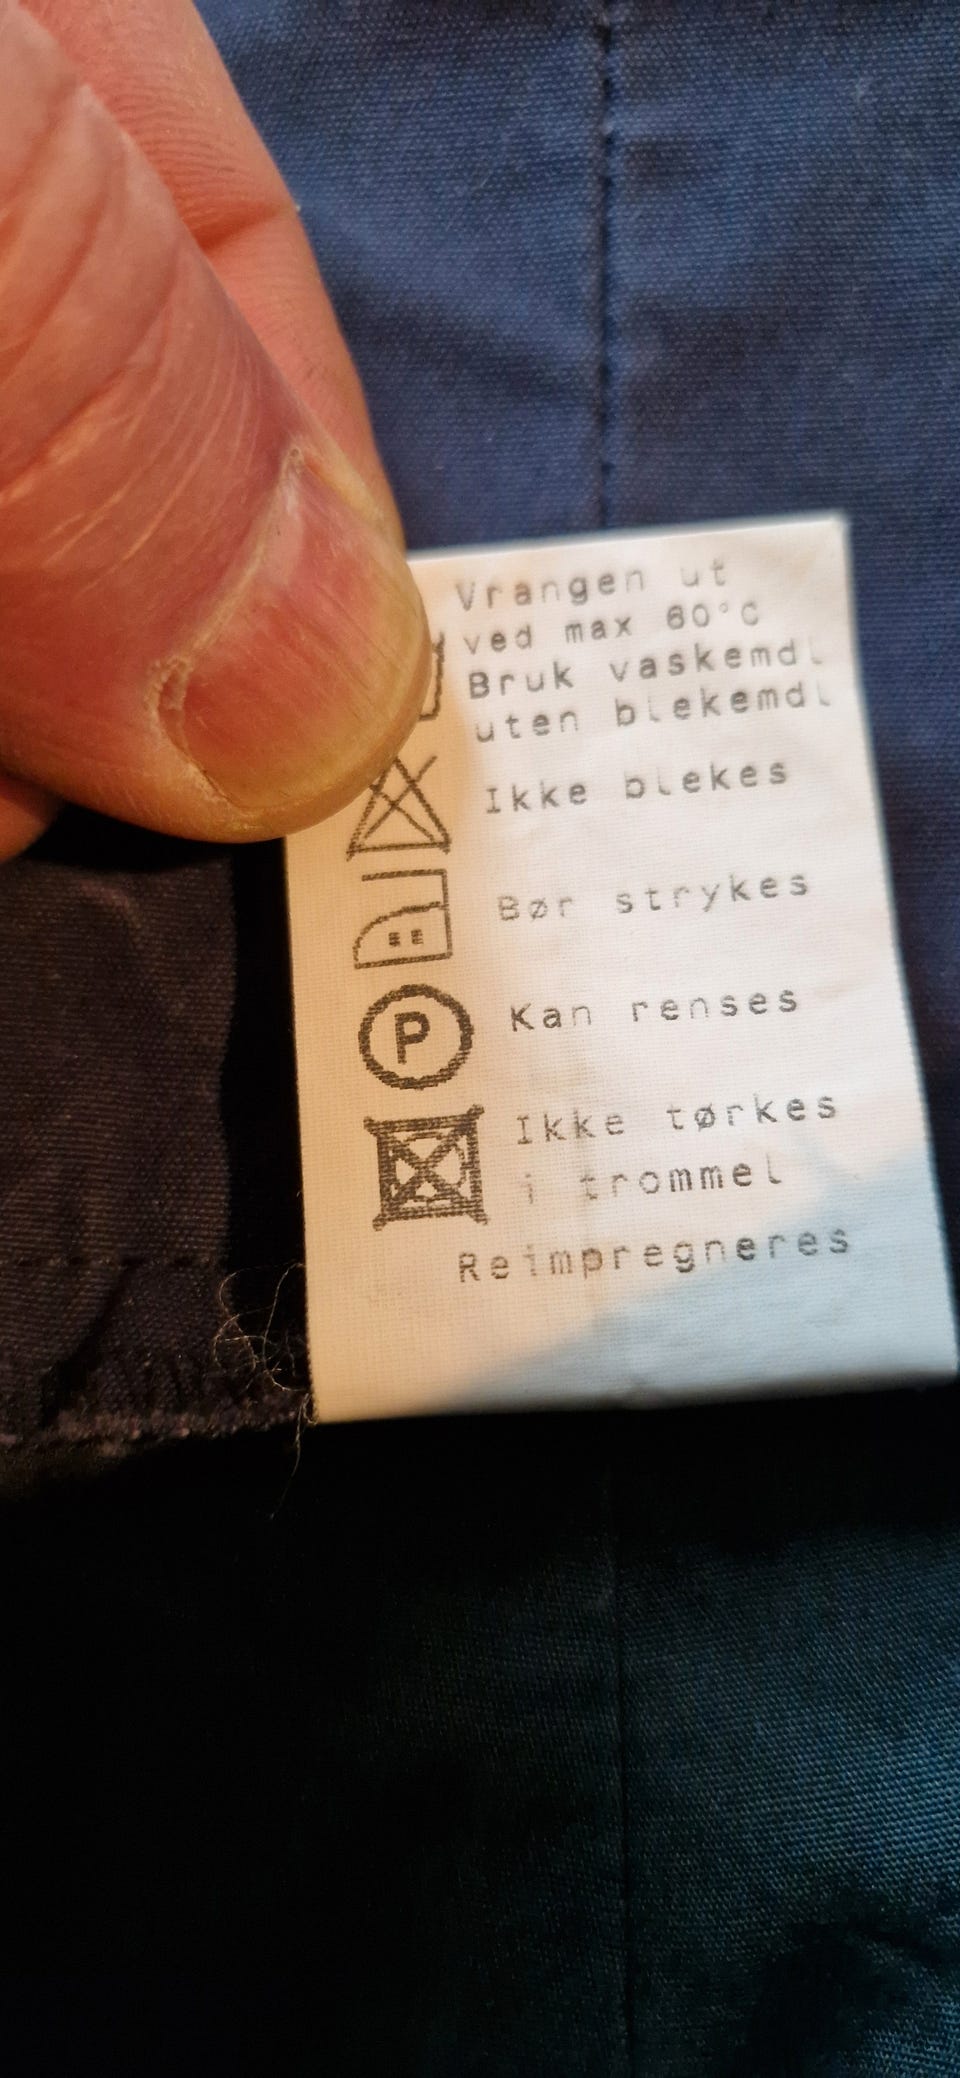 Vrangen ut
ved max 60°C
Bruk vaskemdl
uten blekemdl
Ikke blekes
Bør strykes
P
Kan renses
Ikke tørkes
i trommel
Reimpregneres